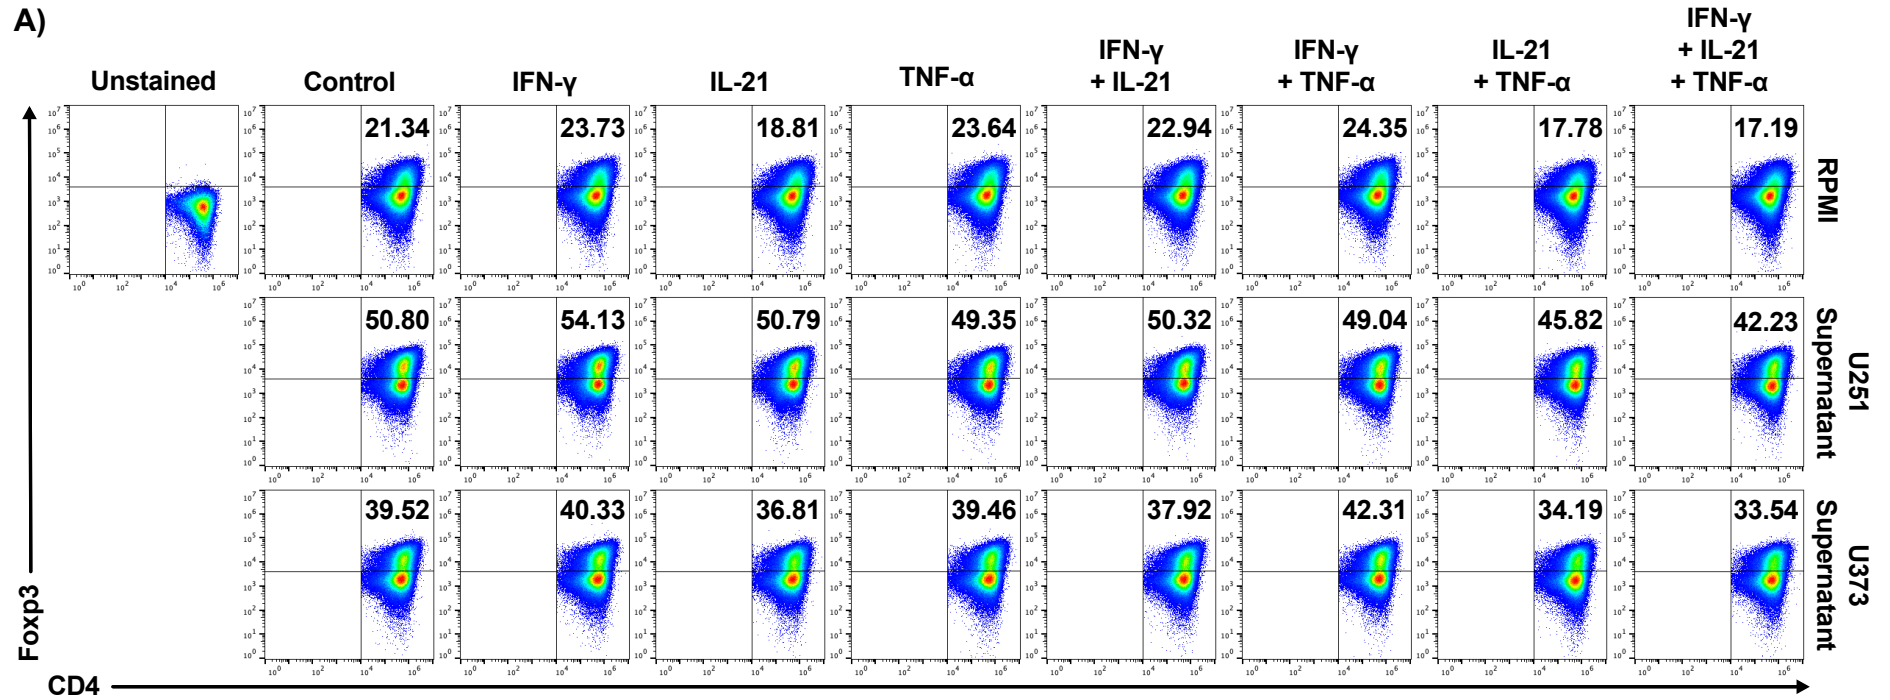 A)
Unstained
Control
IFN-γ
IL-21
TNF-α
IFN-γ
+ IL-21
IFN-γ
+ TNF-α
IL-21
+ TNF-α
IFN-γ
+ IL-21
+ TNF-α
21.34
23.73
18.81
23.64
22.94
24.35
17.78
17.19
RPMI
50.80
54.13
50.79
49.35
50.32
49.04
45.82
42.23
U251
Supernatant
39.52
40.33
36.81
39.46
37.92
42.31
34.19
33.54
U373
Supernatant
Foxp3
CD4